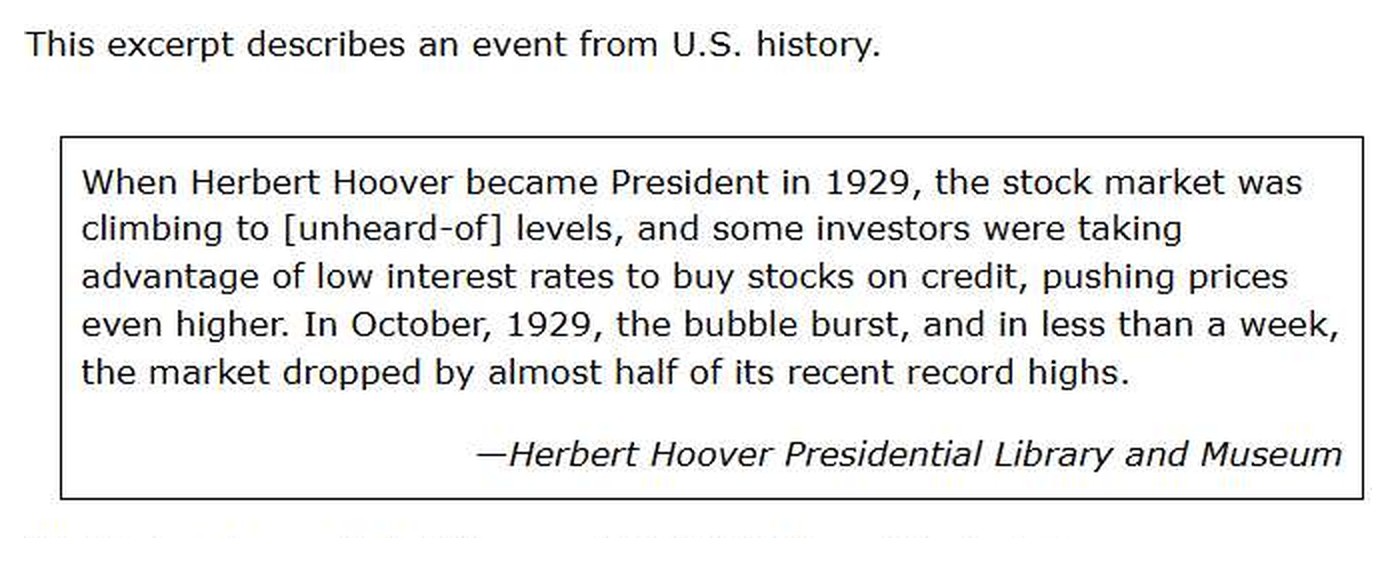 This excerpt describes an event from U.S. history.
When Herbert Hoover became President in 1929, the stock market was
climbing to [unheard-of] levels, and some investors were taking
advantage of low interest rates to buy stocks on credit, pushing prices
even higher. In October, 1929, the bubble burst, and in less than a week,
the market dropped by almost half of its recent record highs.
—Herbert Hoover Presidential Library and Museum